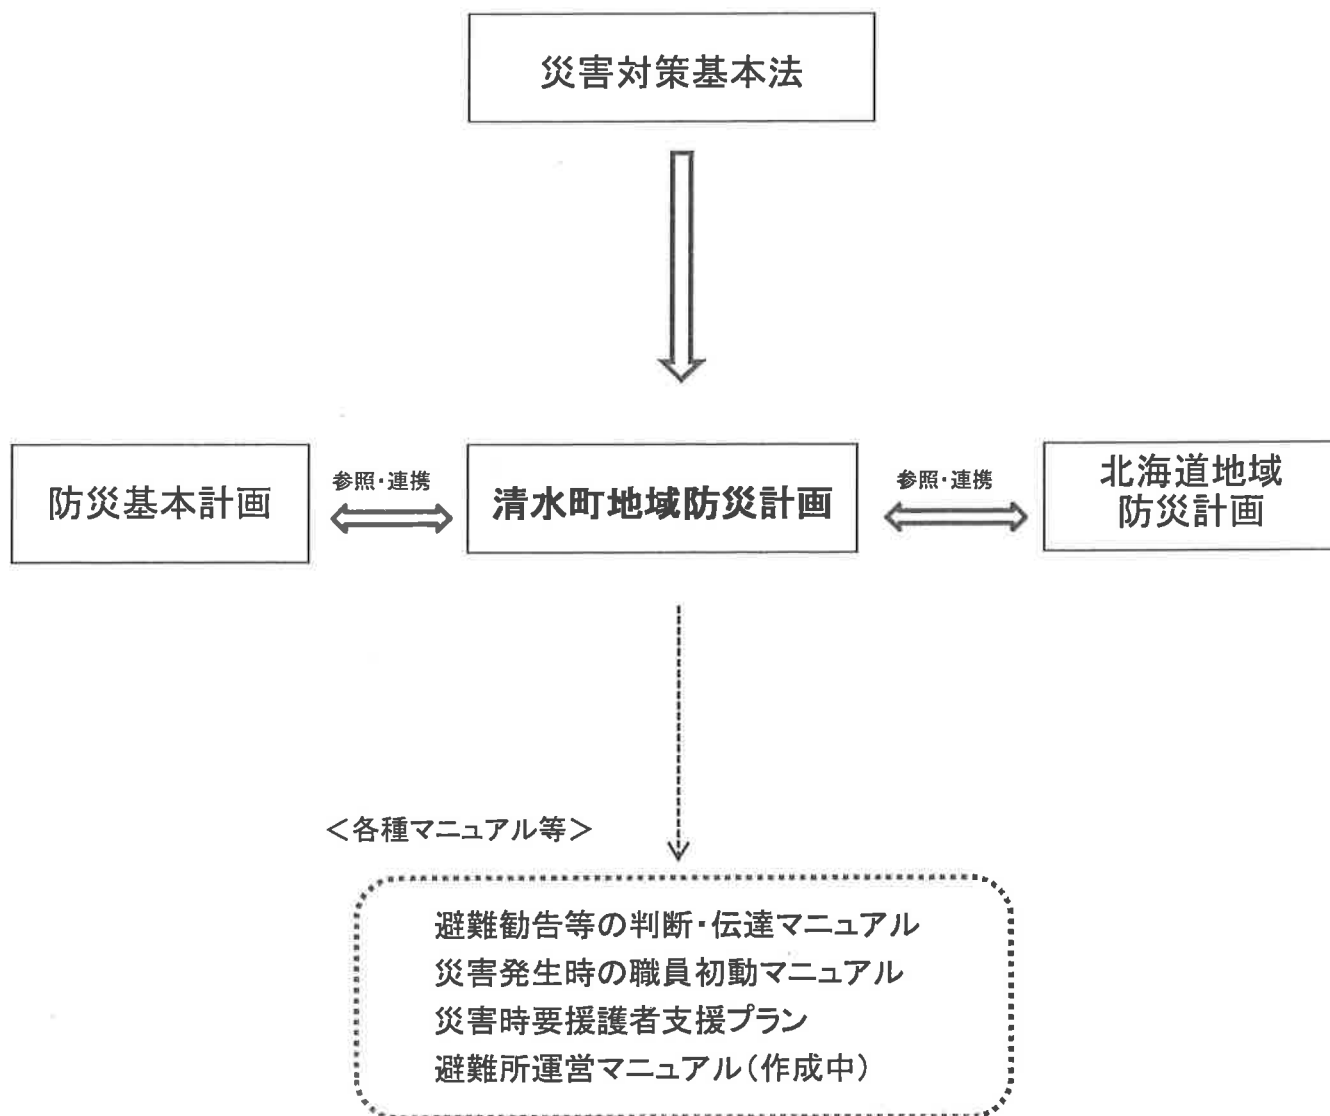 災害対策基本法
防災基本計画
参照・連携
清水町地域防災計画
参照・連携
北海道地域
防災計画
＜各種マニュアル等＞
避難勧告等の判断・伝達マニュアル
災害発生時の職員初動マニュアル
災害時要援護者支援プラン
避難所運営マニュアル（作成中）